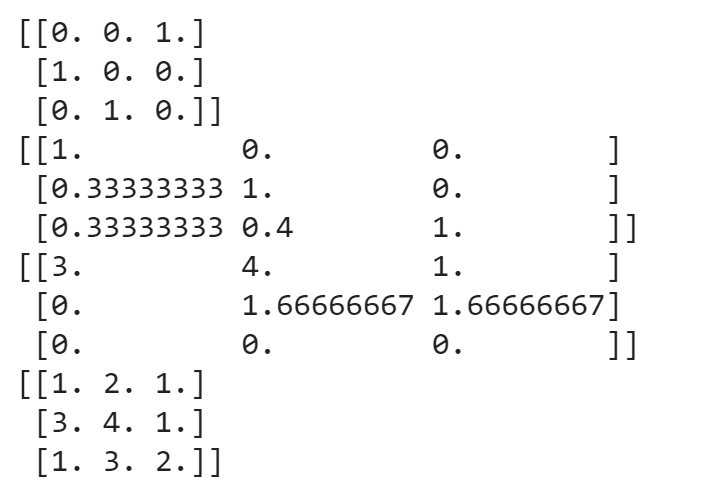 [[0. 0. 1.]
 [1. 0. 0.]
 [0. 1. 0.]]
[[1.         0.         0.        ]
 [0.33333333 1.         0.        ]
 [0.33333333 0.4        1.        ]]
[[3.         4.         1.        ]
 [0.         1.66666667 1.66666667]
 [0.         0.         0.        ]]
[[1. 2. 1.]
 [3. 4. 1.]
 [1. 3. 2.]]